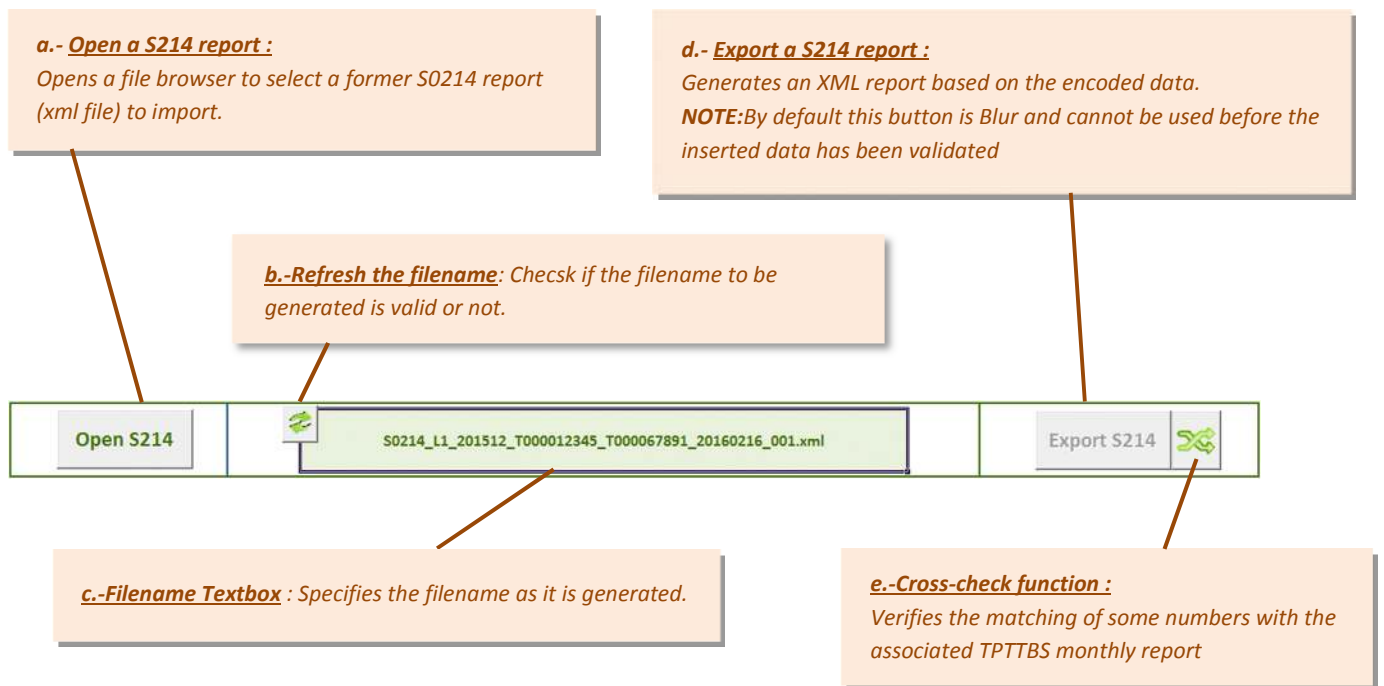 a.- Open a S214 report :
Opens a file browser to select a former S0214 report
(xml file) to import.
d.- Export a S214 report :
Generates an XML report based on the encoded data.
NOTE:By default this button is Blur and cannot be used before the
inserted data has been validated
b.-Refresh the filename: Checsk if the filename to be
generated is valid or not.
Open S214
S0214_L1_201512_T000012345_T000067891_20160216_001.xml
Export S214
c.-Filename Textbox : Specifies the filename as it is generated.
e.-Cross-check function :
Verifies the matching of some numbers with the
associated TPTTBS monthly report